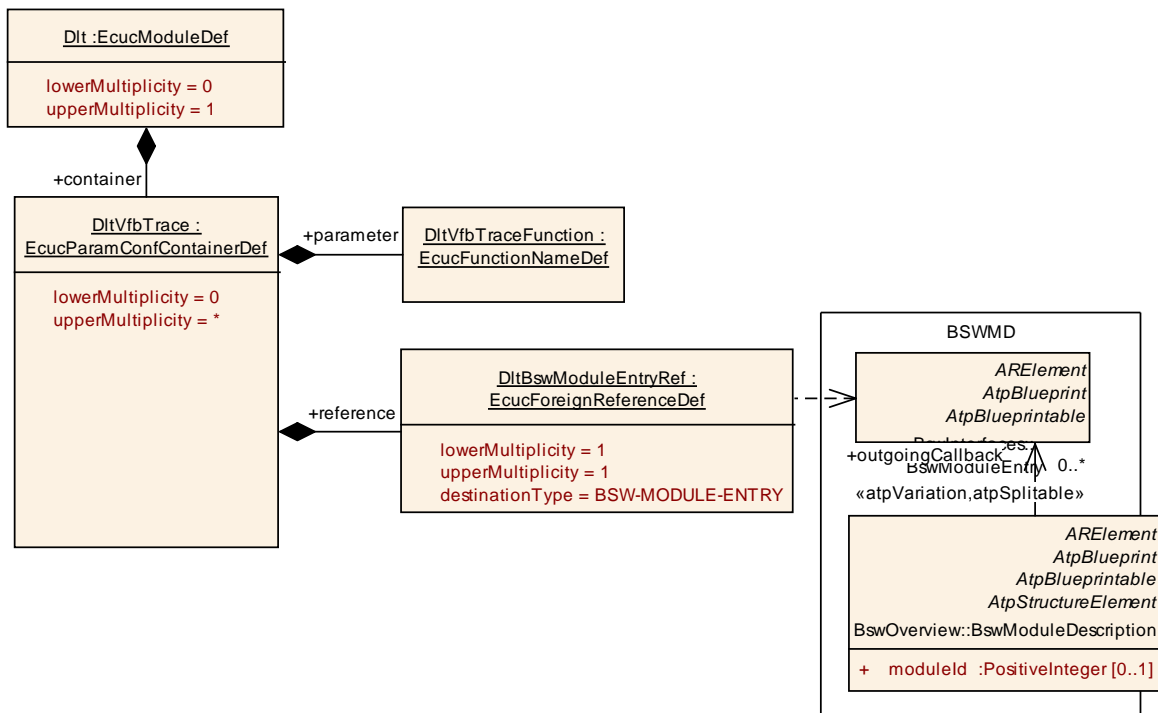 Dlt :EcucModuleDef
lowerMultiplicity = 0
upperMultiplicity = 1
+container
DltVfbTrace :
EcucParamConfContainerDef
lowerMultiplicity = 0
upperMultiplicity = *
+parameter
DltVfbTraceFunction :
EcucFunctionNameDef
+reference
DltBswModuleEntryRef :
EcucForeignReferenceDef
lowerMultiplicity = 1
upperMultiplicity = 1
destinationType = BSW-MODULE-ENTRY
BSWMD
ARElement
AtpBlueprint
AtpBlueprintable
BswInterfaces::
+outgoingCallback
BswModuleEntry 0..*
«atpVariation,atpSplitable»
ARElement
AtpBlueprint
AtpBlueprintable
AtpStructureElement
BswOverview::BswModuleDescription
+ moduleId :PositiveInteger [0..1]